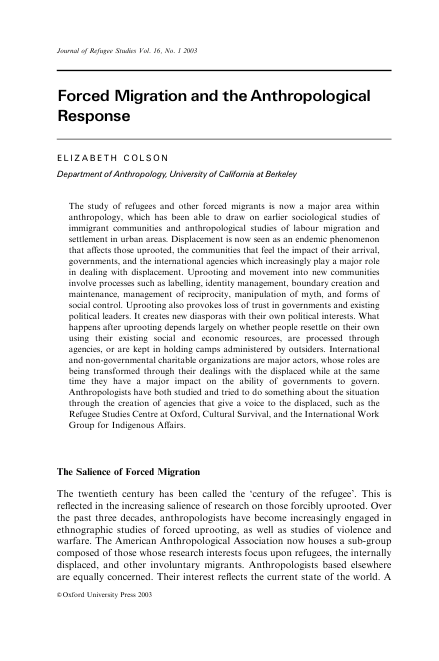 Journal of Refugee Studies Vol. 16, No. 1 2003
Forced Migration and the Anthropological
Response
ELIZABETH COLSON
Department of Anthropology, University of California at Berkeley
The study of refugees and other forced migrants is now a major area within
anthropology, which has been able to draw on earlier sociological studies of
immigrant communities and anthropological studies of labour migration and
settlement in urban areas. Displacement is now seen as an endemic phenomenon
that affects those uprooted, the communities that feel the impact of their arrival,
governments, and the international agencies which increasingly play a major role
in dealing with displacement. Uprooting and movement into new communities
involve processes such as labelling, identity management, boundary creation and
maintenance, management of reciprocity, manipulation of myth, and forms of
social control. Uprooting also provokes loss of trust in governments and existing
political leaders. It creates new diasporas with their own political interests. What
happens after uprooting depends largely on whether people resettle on their own
using their existing social and economic resources, are processed through
agencies, or are kept in holding camps administered by outsiders. International
and non-governmental charitable organizations are major actors, whose roles are
being transformed through their dealings with the displaced while at the same
time they have a major impact on the ability of governments to govern.
Anthropologists have both studied and tried to do something about the situation
through the creation of agencies that give a voice to the displaced, such as the
Refugee Studies Centre at Oxford, Cultural Survival, and the International Work
Group for Indigenous Affairs.
The Salience of Forced Migration
The twentieth century has been called the 'century of the refugee'. This is
reflected in the increasing salience of research on those forcibly uprooted. Over
the past three decades, anthropologists have become increasingly engaged in
ethnographic studies of forced uprooting, as well as studies of violence and
warfare. The American Anthropological Association now houses a sub-group
composed of those whose research interests focus upon refugees, the internally
displaced, and other involuntary migrants. Anthropologists based elsewhere
are equally concerned. Their interest reflects the current state of the world. A
© Oxford University Press 2003